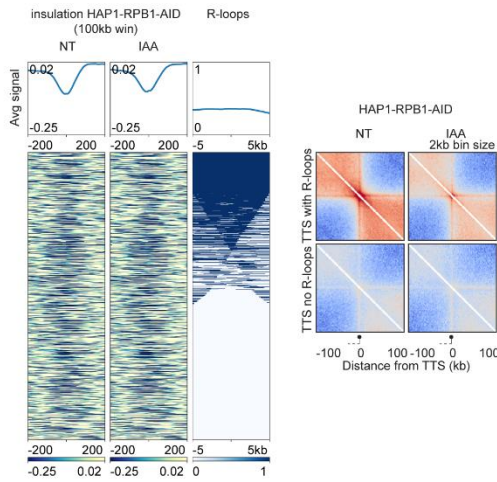 insulation HAP1-RPB1-AID
(100kb win)
R-loops
NT
IAA
Avg signal
0.02
-0.25
0.02
-0.25
1
0
-200
200
-200
200
-5
5kb
-200
200
-200
200
-5
5kb
-0.25
0.02
-0.25
0.02
0
1
HAP1-RPB1-AID
NT
IAA
2kb bin size
TTS with R-loops
TTS no R-loops
-100
0
100
-100
0
100
Distance from TTS (kb)